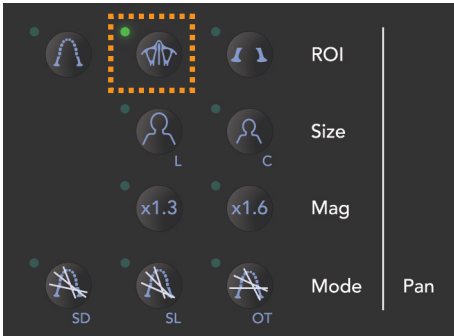 ROI
Size
L
C
x1.3
x1.6
Mag
Mode
Pan
SD
SL
OT